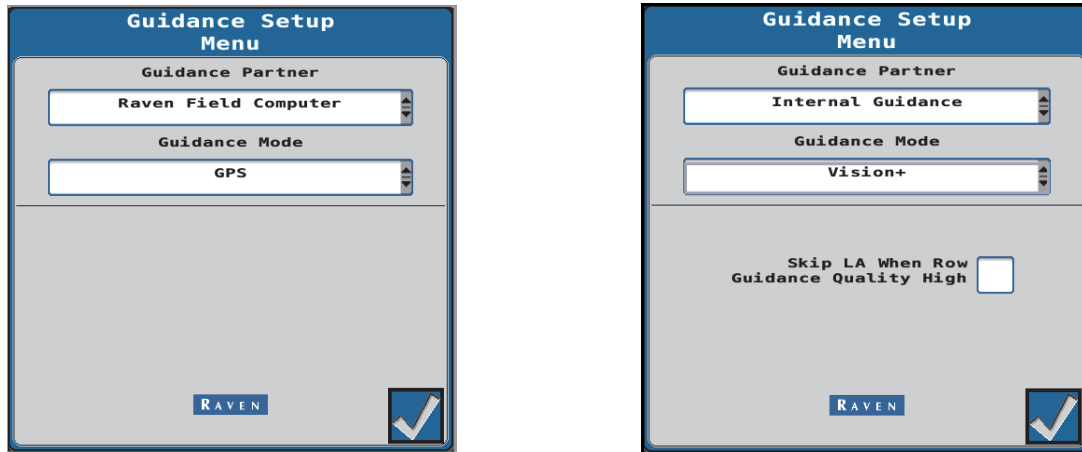 Guidance Setup
Menu
Guidance Partner
Raven Field Computer
Guidance Mode
GPS
RAVEN
Guidance Setup
Menu
Guidance Partner
Internal Guidance
Guidance Mode
Vision+
Skip LA When Row
Guidance Quality High
RAVEN